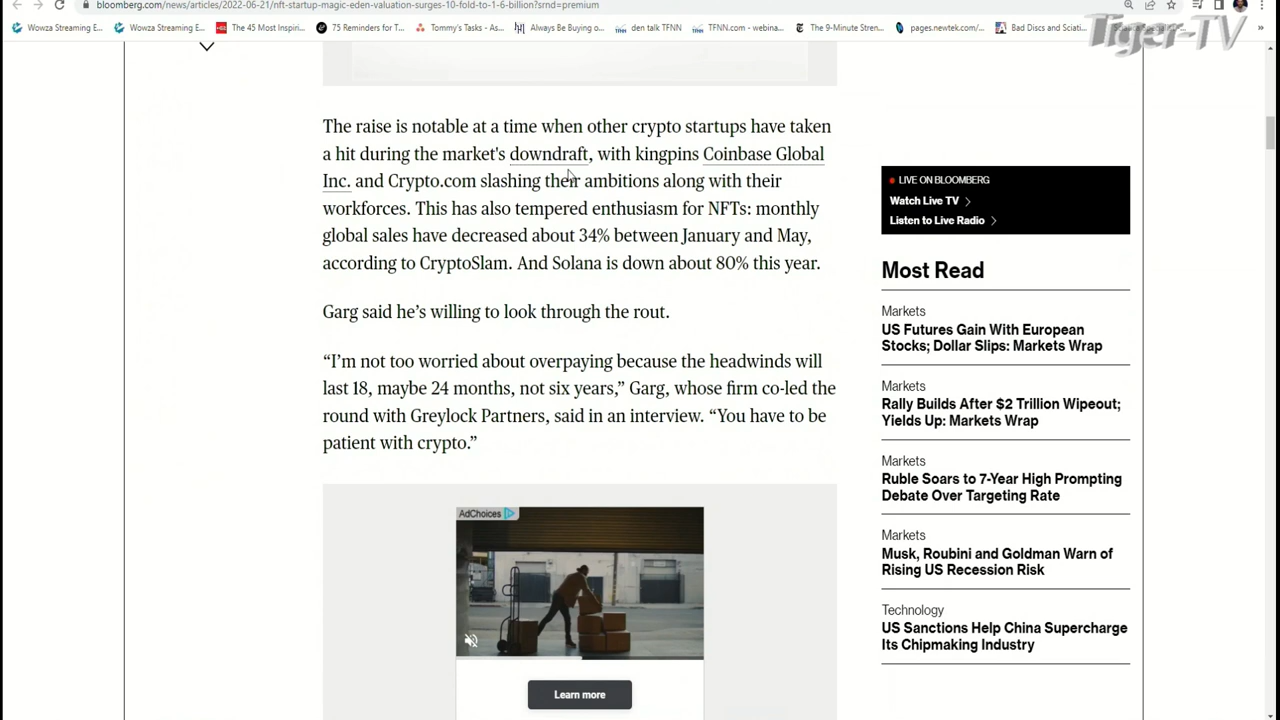 bloomberg.com/news/articles/2022-06-21/nft-startup-magic-eden-valuation-surges-10-fold-to-1-6-billion?srnd=premium
Wowza Streaming E...
Wowza Streaming E...
The 45 Most Inspiri...
75 Reminders for T...
Tommy's Tasks - As...
Always Be Buying o...
den talk TFNN
TFNN.com - webina...
The 9-Minute Stren...
pages.newtek.com/...
Bad Discs and Sciati...
Tiger-TV
The raise is notable at a time when other crypto startups have taken
a hit during the market's downdraft, with kingpins Coinbase Global
Inc. and Crypto.com slashing their ambitions along with their
workforces. This has also tempered enthusiasm for NFTs: monthly
global sales have decreased about 34% between January and May,
according to CryptoSlam. And Solana is down about 80% this year.
Garg said he's willing to look through the rout.
“I'm not too worried about overpaying because the headwinds will
last 18, maybe 24 months, not six years,” Garg, whose firm co-led the
round with Greylock Partners, said in an interview. “You have to be
patient with crypto.”
AdChoices
Learn more
LIVE ON BLOOMBERG
Watch Live TV
Listen to Live Radio
Most Read
Markets
US Futures Gain With European
Stocks; Dollar Slips: Markets Wrap
Markets
Rally Builds After $2 Trillion Wipeout;
Yields Up: Markets Wrap
Markets
Ruble Soars to 7-Year High Prompting
Debate Over Targeting Rate
Markets
Musk, Roubini and Goldman Warn of
Rising US Recession Risk
Technology
US Sanctions Help China Supercharge
Its Chipmaking Industry